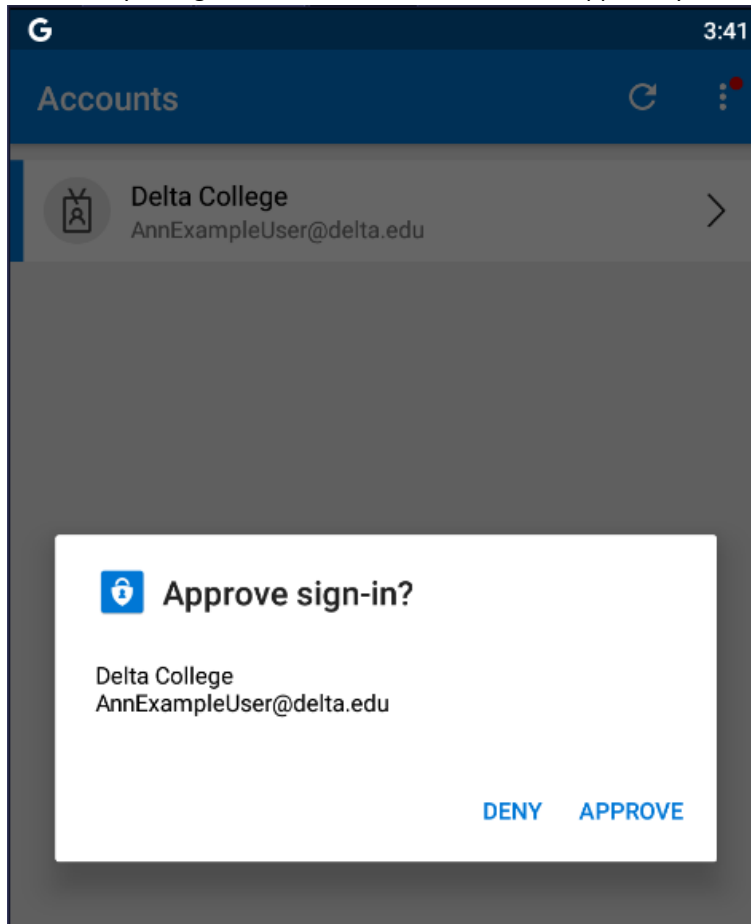 G
3:41
Accounts
Delta College
AnnExampleUser@delta.edu
Approve sign-in?
Delta College
AnnExampleUser@delta.edu
DENY APPROVE